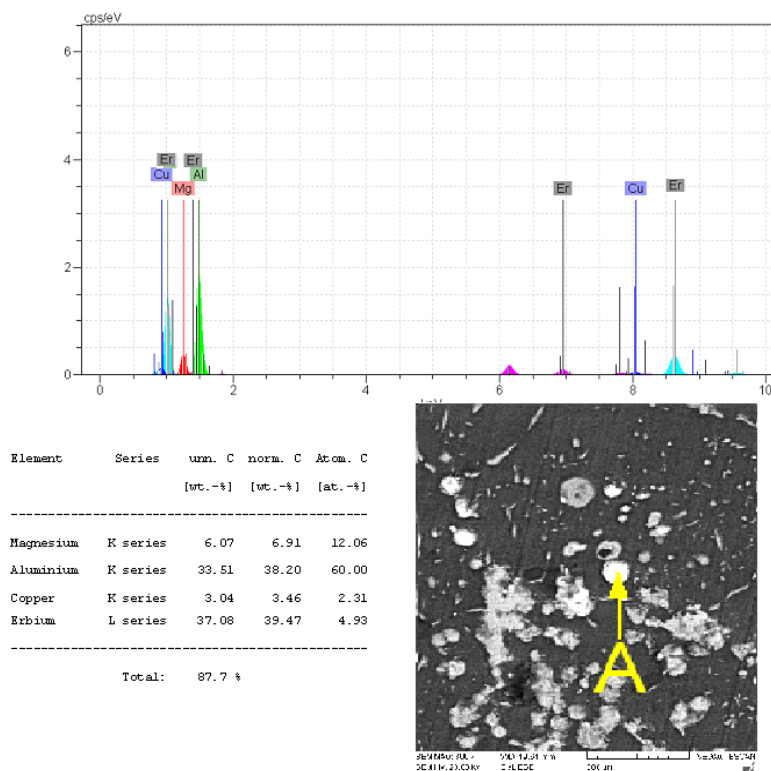 cps/eV
6
4
2
0
Er Er
Cu Al
Mg
Er Cu Er
0 2 4 6 8 10
Element Series unn. C norm. C Atom. C
[wt.-%] [wt.-%] [at.-%]
Magnesium K series 6.07 6.91 12.06
Aluminium K series 33.51 38.20 60.00
Copper K series 3.04 3.46 2.31
Erbium L series 37.08 39.47 4.93
Total: 87.7 %
A